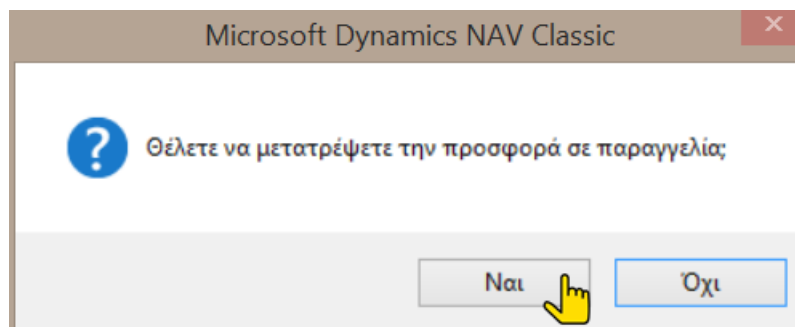 Microsoft Dynamics NAV Classic
Θέλετε να μετατρέψετε την προσφορά σε παραγγελία;
Ναι
Όχι